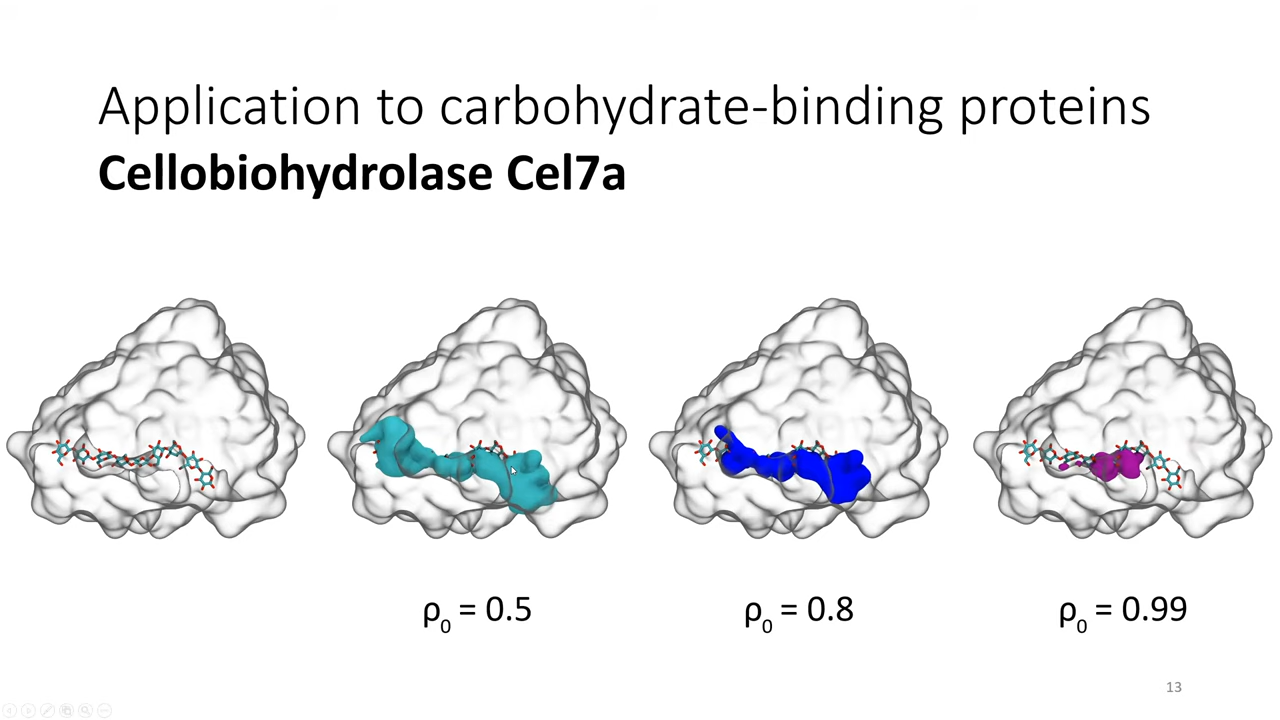 Application to carbohydrate-binding proteins
Cellobiohydrolase Cel7a
ρ₀ = 0.5
ρ₀ = 0.8
ρ₀ = 0.99
13